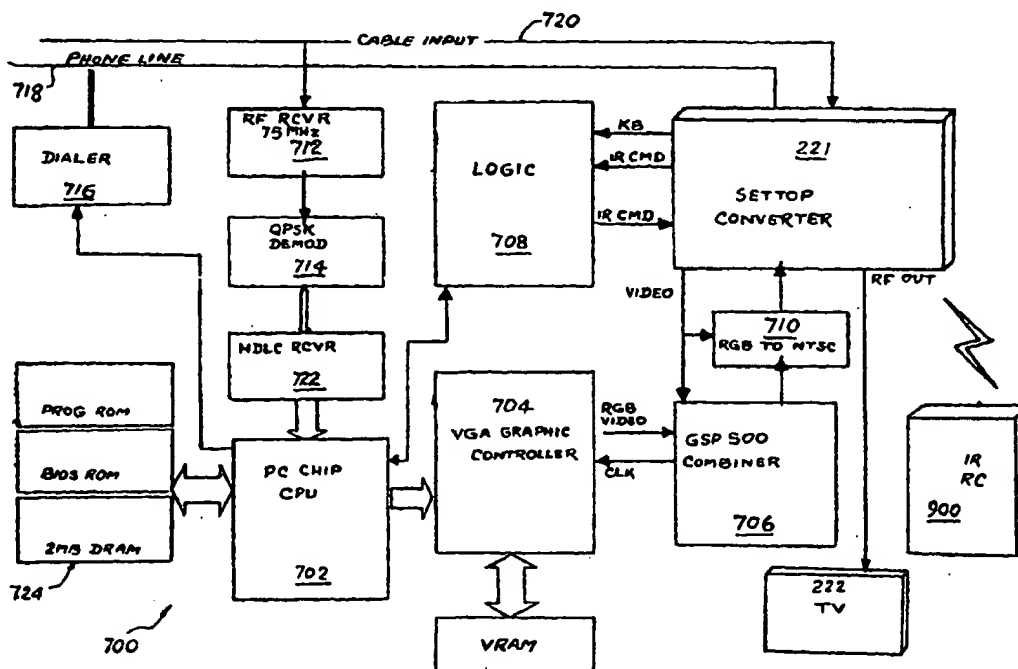 720
CABLE INPUT
PHONE LINE
718
DIALER
716
RF RCVR
75 MHz
712
QPSK
DEMOD
714
HDLC RCVR
722
LOGIC
708
KB
IR CMD
IR CMD
221
SETTOP
CONVERTER
VIDEO
RF OUT
710
RGB TO NTSC
PROG ROM
BIOS ROM
2MB DRAM
724
PC CHIP
CPU
702
704
VGA GRAPHIC
CONTROLLER
RGB
VIDEO
CLK
GSP 500
COMBINER
706
IR
RC
900
222
TV
700
VRAM